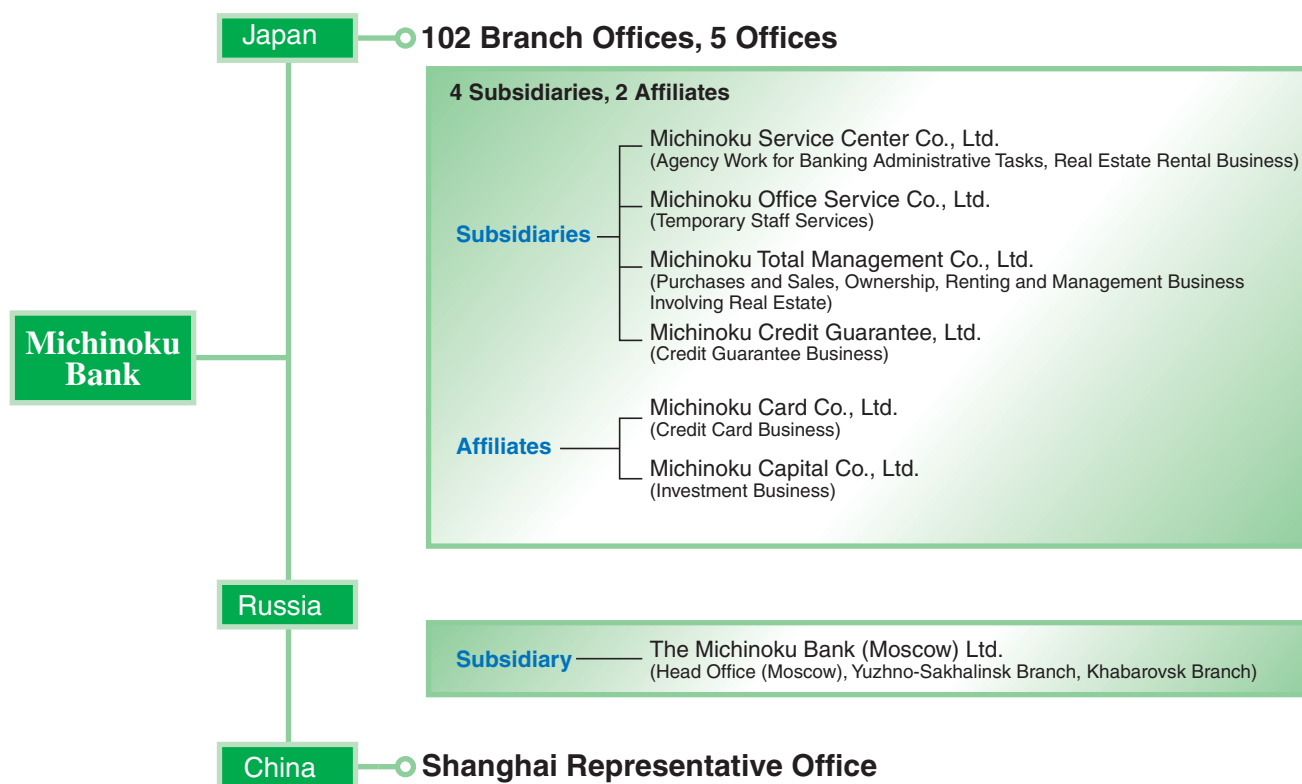 Michinoku
Bank
Japan
102 Branch Offices, 5 Offices
4 Subsidiaries, 2 Affiliates
Subsidiaries
Michinoku Service Center Co., Ltd.
(Agency Work for Banking Administrative Tasks, Real Estate Rental Business)
Michinoku Office Service Co., Ltd.
(Temporary Staff Services)
Michinoku Total Management Co., Ltd.
(Purchases and Sales, Ownership, Renting and Management Business
Involving Real Estate)
Michinoku Credit Guarantee, Ltd.
(Credit Guarantee Business)
Affiliates
Michinoku Card Co., Ltd.
(Credit Card Business)
Michinoku Capital Co., Ltd.
(Investment Business)
Russia
Subsidiary
The Michinoku Bank (Moscow) Ltd.
(Head Office (Moscow), Yuzhno-Sakhalinsk Branch, Khabarovsk Branch)
China
Shanghai Representative Office